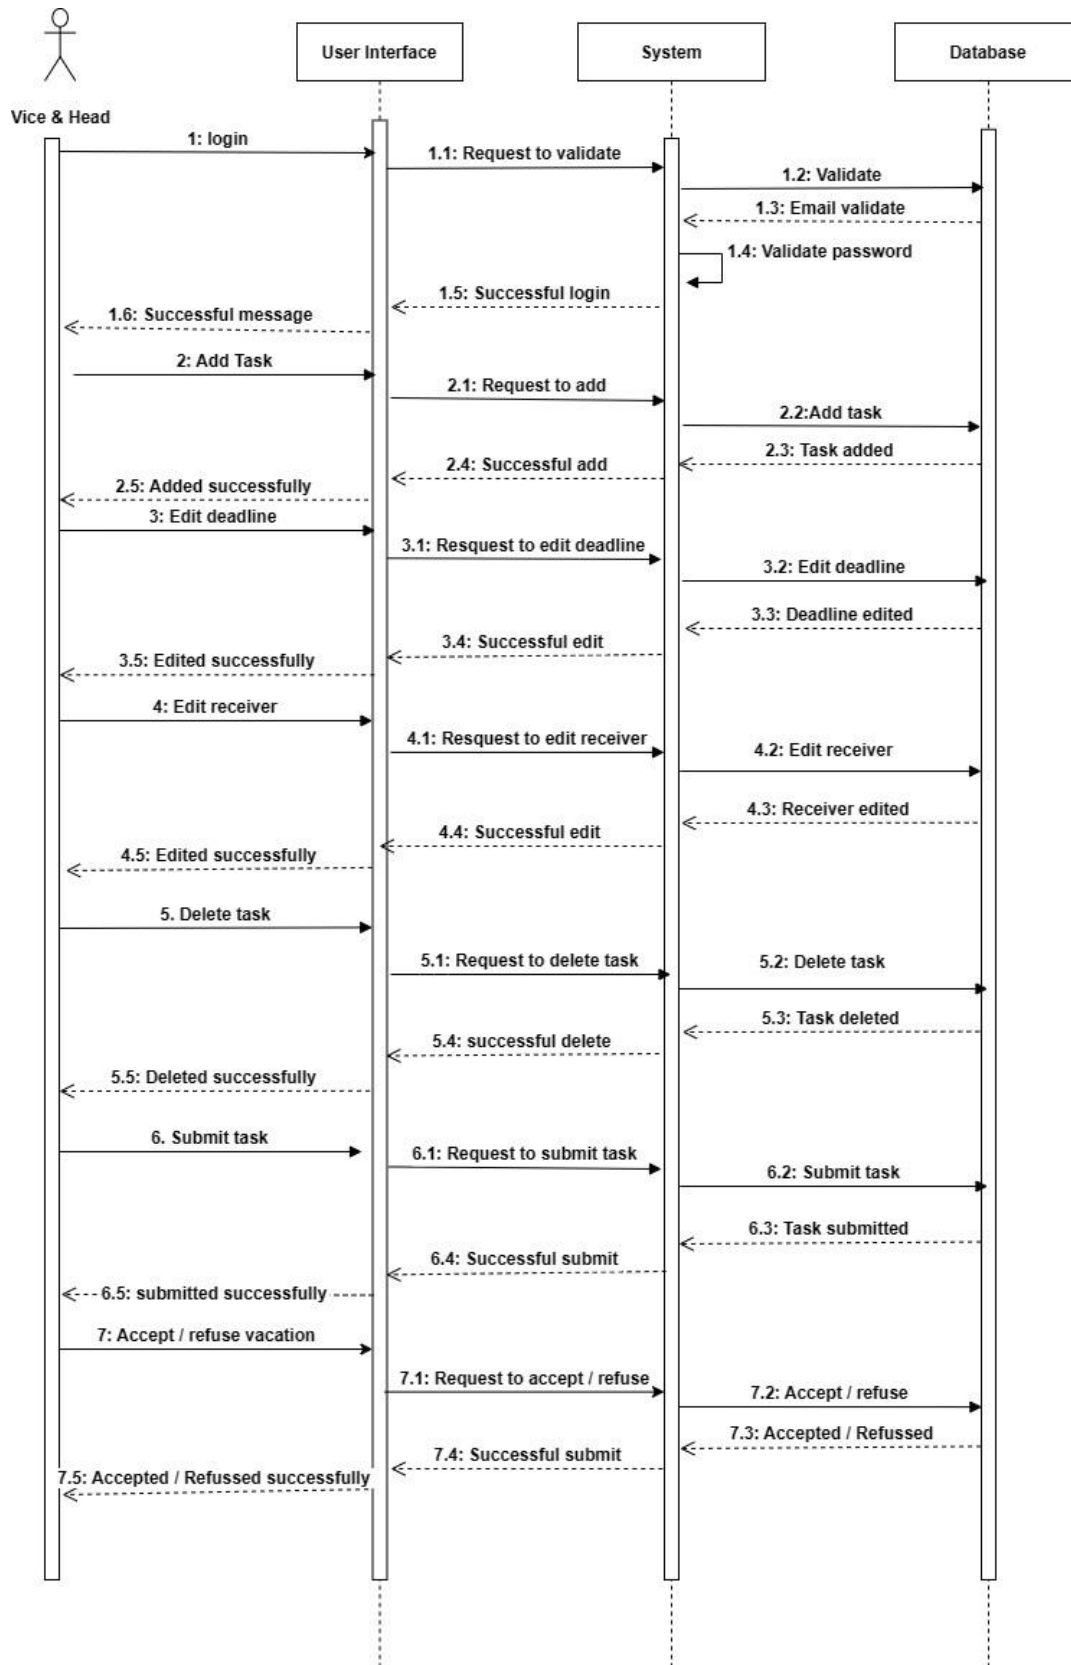 User Interface
System
Database
Vice & Head
1: login
1.1: Request to validate
1.2: Validate
1.3: Email validate
1.4: Validate password
1.5: Successful login
1.6: Successful message
2: Add Task
2.1: Request to add
2.2:Add task
2.3: Task added
2.4: Successful add
2.5: Added successfully
3: Edit deadline
3.1: Resquest to edit deadline
3.2: Edit deadline
3.3: Deadline edited
3.4: Successful edit
3.5: Edited successfully
4: Edit receiver
4.1: Resquest to edit receiver
4.2: Edit receiver
4.3: Receiver edited
4.4: Successful edit
4.5: Edited successfully
5. Delete task
5.1: Request to delete task
5.2: Delete task
5.3: Task deleted
5.4: successful delete
5.5: Deleted successfully
6. Submit task
6.1: Request to submit task
6.2: Submit task
6.3: Task submitted
6.4: Successful submit
6.5: submitted successfully
7: Accept / refuse vacation
7.1: Request to accept / refuse
7.2: Accept / refuse
7.3: Accepted / Refussed
7.4: Successful submit
7.5: Accepted / Refussed successfully